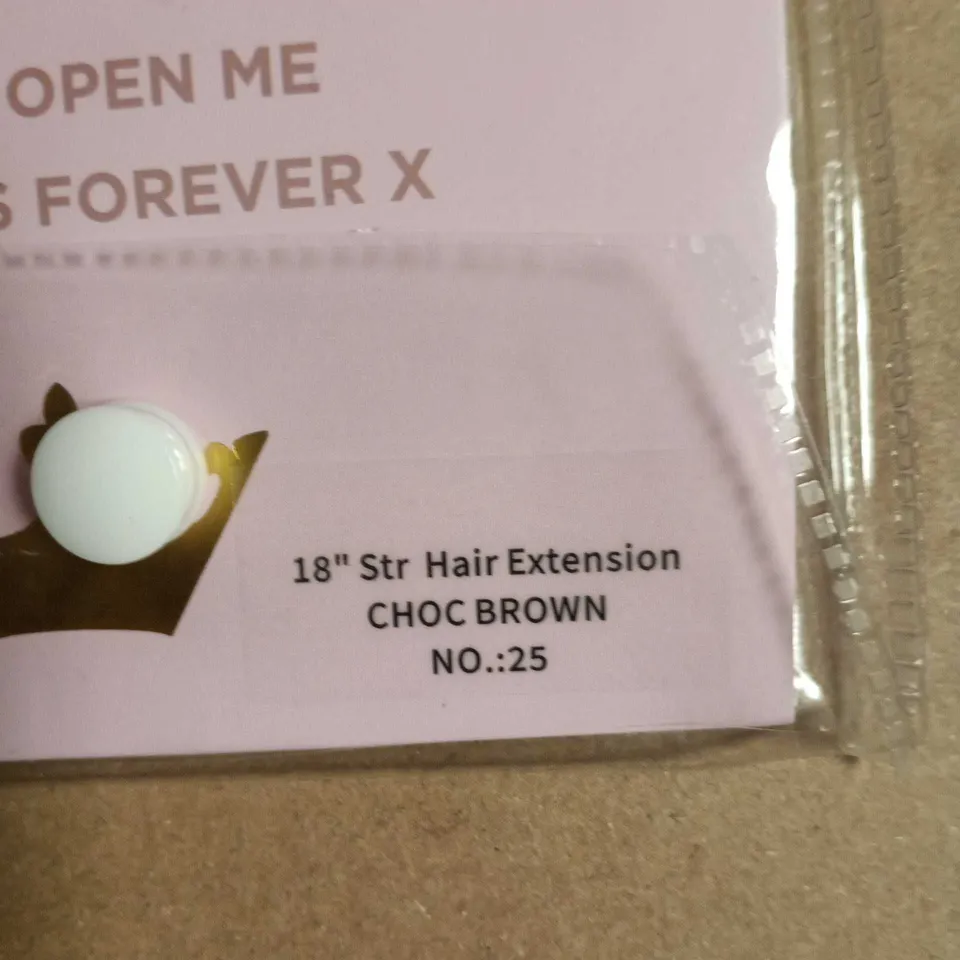 OPEN ME
S FOREVER X
18" Str Hair Extension
CHOC BROWN
NO.:25